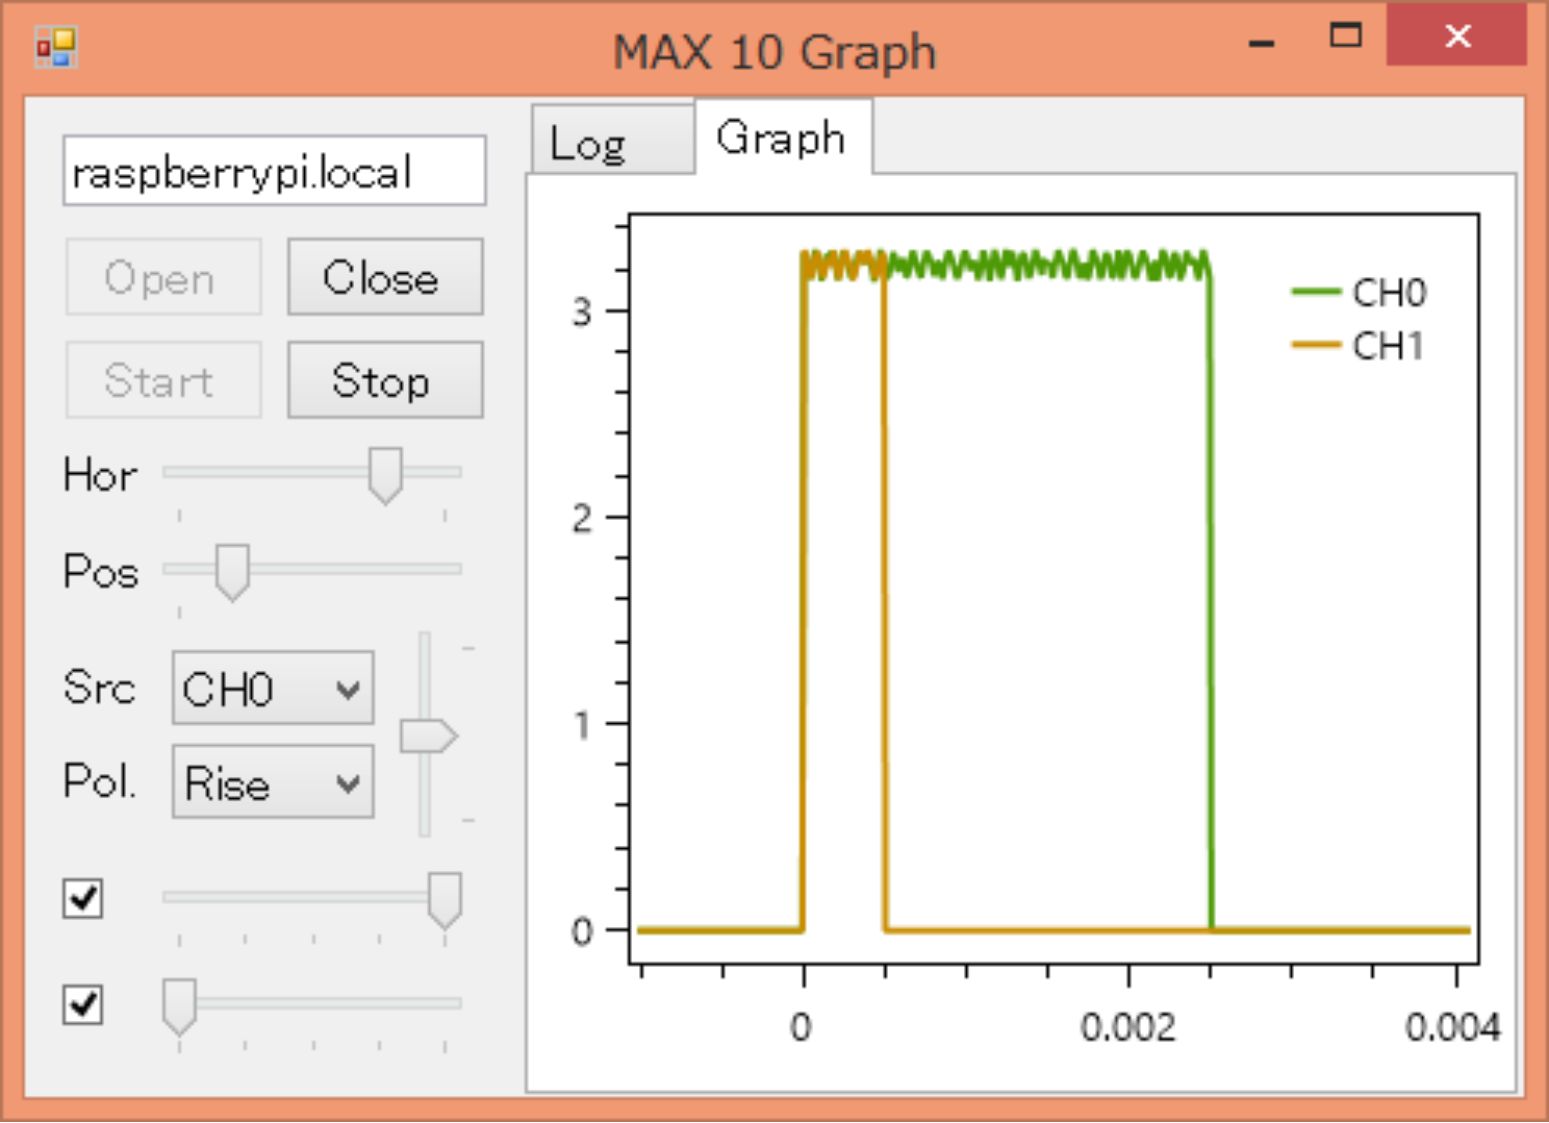 MAX 10 Graph
raspberrypi.local
Open
Close
Start
Stop
Hor
Pos
Src
CH0
Pol.
Rise
Log
Graph
3
2
1
0
CH0
CH1
0
0.002
0.004